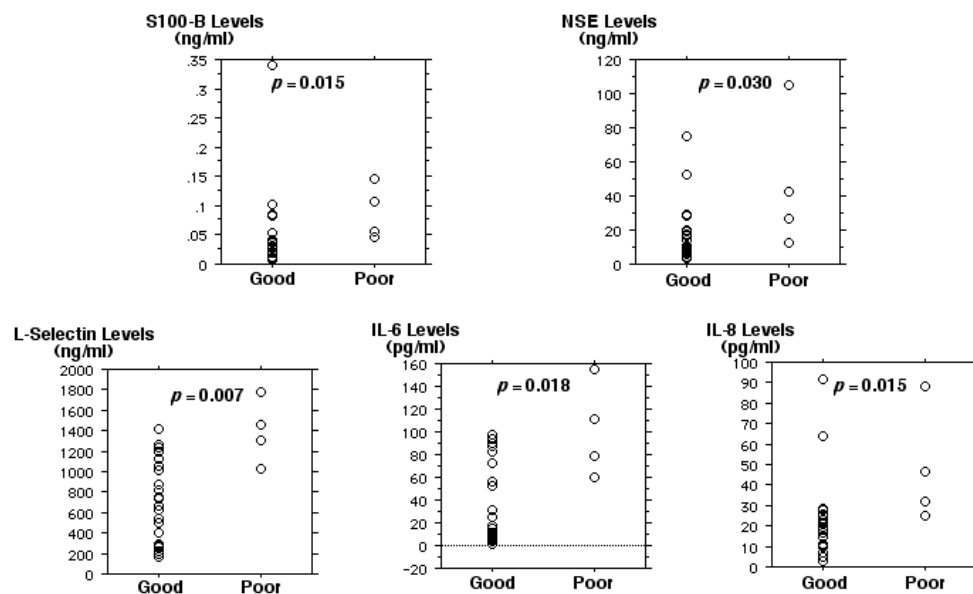 S100-B Levels
(ng/ml)
.35
.3
.25
.2
.15
.1
.05
0
p = 0.015
Good Poor
NSE Levels
(ng/ml)
120
100
80
60
40
20
0
p = 0.030
Good Poor
L-Selectin Levels
(ng/ml)
2000
1800
1600
1400
1200
1000
800
600
400
200
0
p = 0.007
Good Poor
IL-6 Levels
(pg/ml)
160
140
120
100
80
60
40
20
0
-20
p = 0.018
Good Poor
IL-8 Levels
(pg/ml)
100
90
80
70
60
50
40
30
20
10
0
p = 0.015
Good Poor